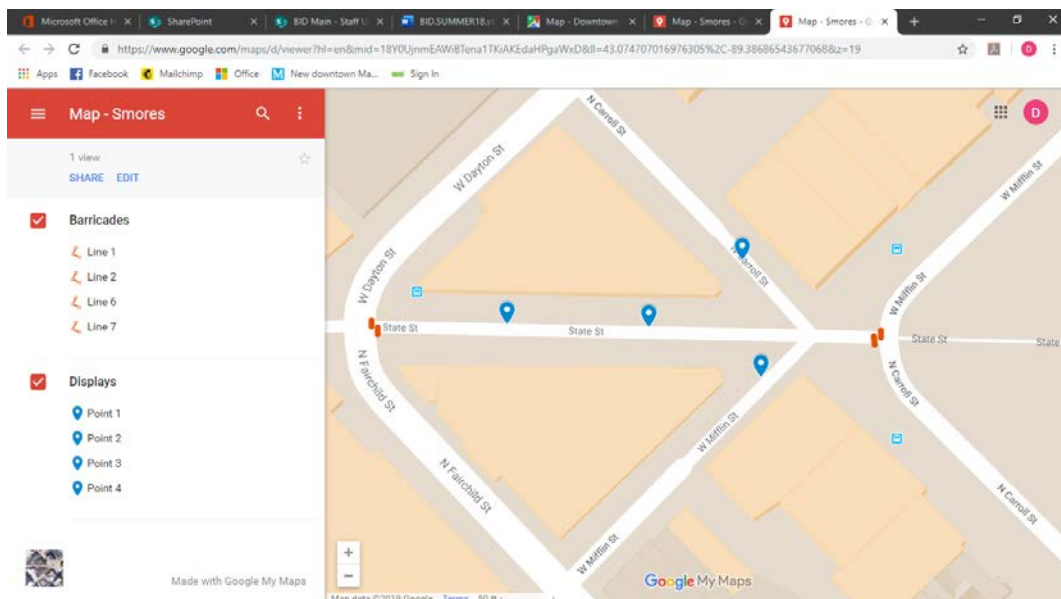 Microsoft Office H
SharePoint
BID Main - Staff U
BID.SUMMER18.st
Map - Downtown
Map - Smores - G
Map - Smores - G
https://www.google.com/maps/d/viewer?hl=en&mid=18Y0UjnmEAWiBTena1TKiAKEdaHPgaWxD&ll=43.074707016976305%2C-89.38686543677068&z=19
D
Apps
Facebook
Mailchimp
Office
New downtown Ma...
Sign In
Map - Smores
1 view
SHARE EDIT
Barricades
Line 1
Line 2
Line 6
Line 7
Displays
Point 1
Point 2
Point 3
Point 4
Made with Google My Maps
N Carroll St
W Dayton St
W Mifflin St
D
W Dayton St
N Carroll St
W Mifflin St
State St
State St
State St
State
N Fairchild St
N Carroll St
W Mifflin St
N Fairchild St
N Carroll St
W Mifflin St
Google My Maps
Map data ©2019 Google Terms 50 ft